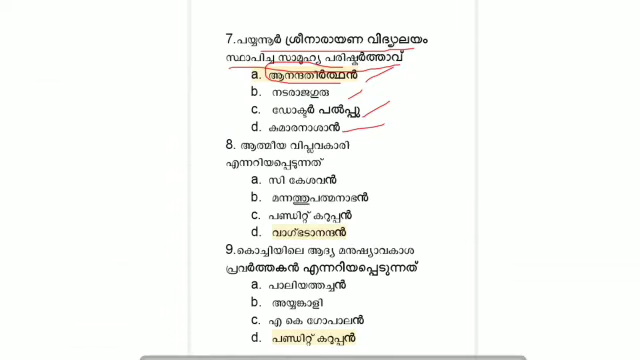 7.പയ്യന്നൂർ ശ്രീനാരായണ വിദ്യാലയം
സ്ഥാപിച്ച സാമൂഹ്യ പരിഷ്കർത്താവ്
a. ആനന്ദതീർത്ഥൻ
b. നടരാജഗുരു
c. ഡോക്ടർ പൽപ്പു
d. കുമാരനാശാൻ
8. ആത്മീയ വിപ്ലവകാരി
എന്നറിയപ്പെടുന്നത്
a. സി കേശവൻ
b. മന്നത്തുപത്മനാഭൻ
c. പണ്ഡിറ്റ് കറുപ്പൻ
d. വാഗ്ഭടാനന്ദൻ
9.കൊച്ചിയിലെ ആദ്യ മനുഷ്യാവകാശ
പ്രവർത്തകൻ എന്നറിയപ്പെടുന്നത്
a. പാലിയത്തച്ചൻ
b. അയ്യങ്കാളി
c. എ കെ ഗോപാലൻ
d. പണ്ഡിറ്റ് കറുപ്പൻ